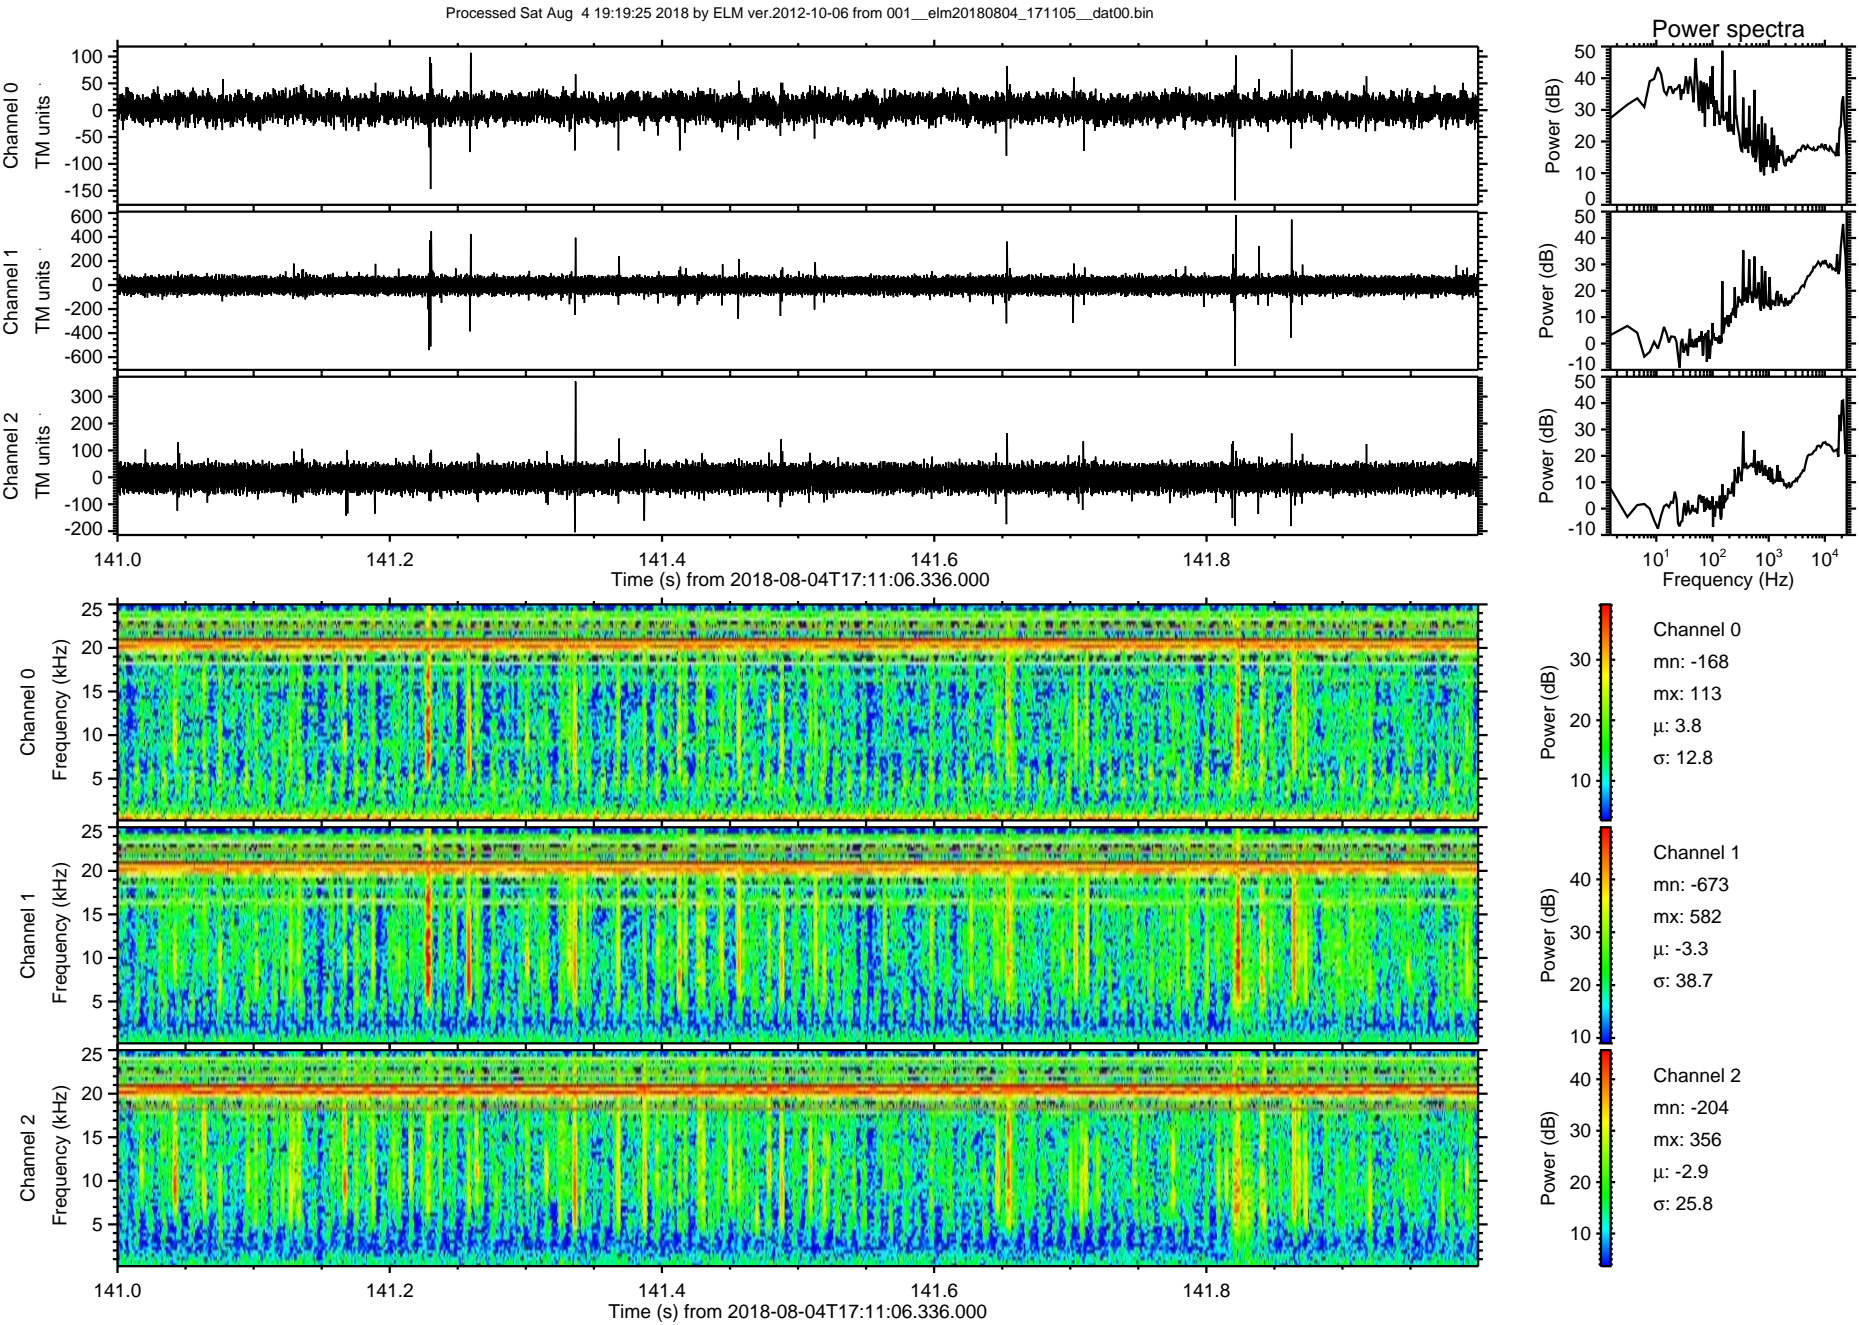 Processed Sat Aug  4 19:19:25 2018 by ELM ver.2012-10-06 from 001__elm20180804_171105__dat00.bin
Power spectra
Channel 0
TM units
100
50
0
-50
-100
-150
Power (dB)
50
40
30
20
10
0
Channel 1
TM units
600
400
200
0
-200
-400
-600
Power (dB)
50
40
30
20
10
0
-10
Channel 2
TM units
300
200
100
0
-100
-200
Power (dB)
50
40
30
20
10
0
-10
141.0 141.2 141.4 141.6 141.8
Time (s) from 2018-08-04T17:11:06.336.000
10¹ 10² 10³ 10⁴
Frequency (Hz)
Channel 0
Frequency (kHz)
25
20
15
10
5
Power (dB)
30
20
10
Channel 0
mn: -168
mx: 113
μ: 3.8
σ: 12.8
Channel 1
Frequency (kHz)
25
20
15
10
5
Power (dB)
40
30
20
10
Channel 1
mn: -673
mx: 582
μ: -3.3
σ: 38.7
Channel 2
Frequency (kHz)
25
20
15
10
5
Power (dB)
40
30
20
10
Channel 2
mn: -204
mx: 356
μ: -2.9
σ: 25.8
141.0 141.2 141.4 141.6 141.8
Time (s) from 2018-08-04T17:11:06.336.000